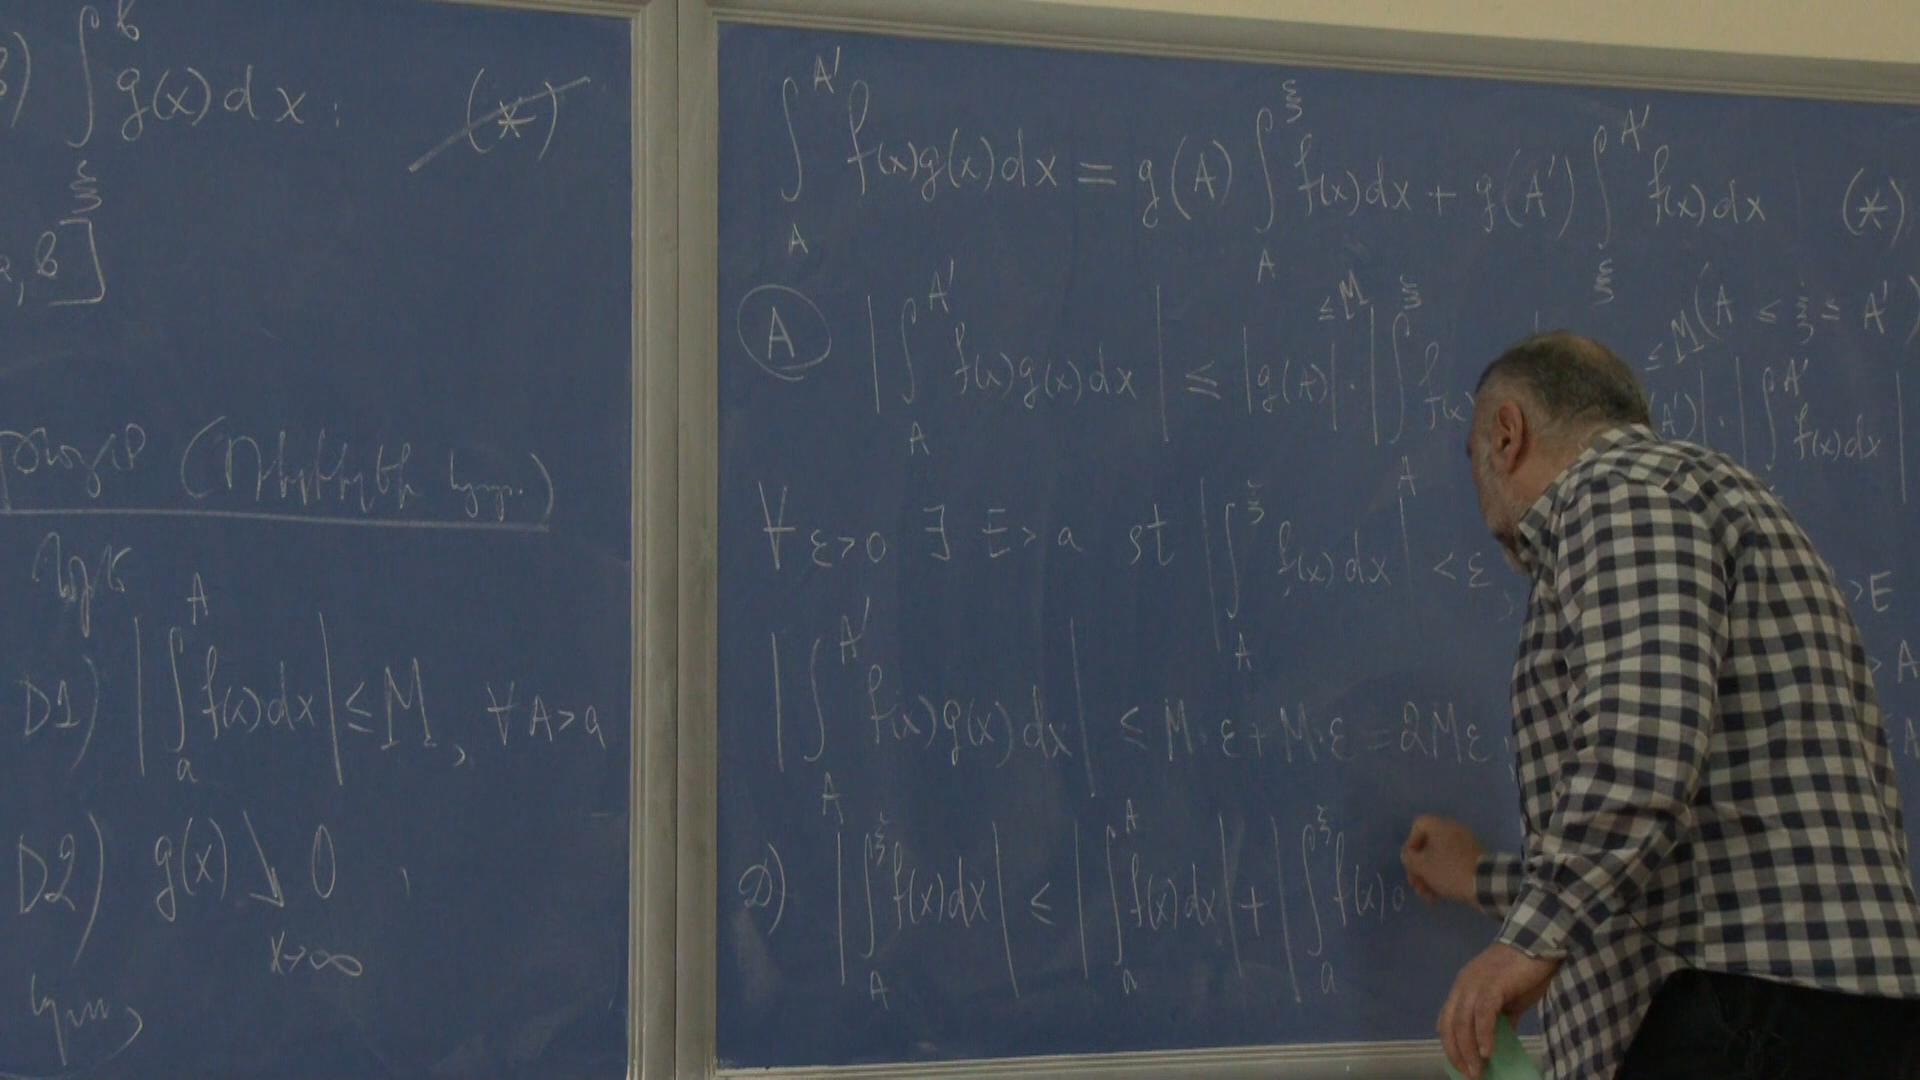 ∫_ξ^b g(x)dx : (*)
, b]
D1) |∫_a^A f(x)dx| ≤ M, ∀ A > a
D2) g(x) ↘ 0
x→∞
∫_A^{A'} f(x)g(x)dx = g(A) ∫_A^ξ f(x)dx + g(A') ∫_ξ^{A'} f(x)dx (*)
≤ M ≤ M (A ≤ ξ ≤ A')
Ⓐ |∫_A^{A'} f(x)g(x)dx| ≤ |g(A)| · |∫_A^ξ f(x) (A')| · |∫^{A'} f(x)dx|
∀ ε>0 ∃ E > a st |∫_A^ξ f(x)dx| < ε >E
> A
|∫_A^{A'} f(x)g(x)dx| ≤ M·ε + M·ε = 2Mε
D) |∫_A^ξ f(x)dx| ≤ |∫_a^A f(x)dx| + |∫_a^ξ f(x)d